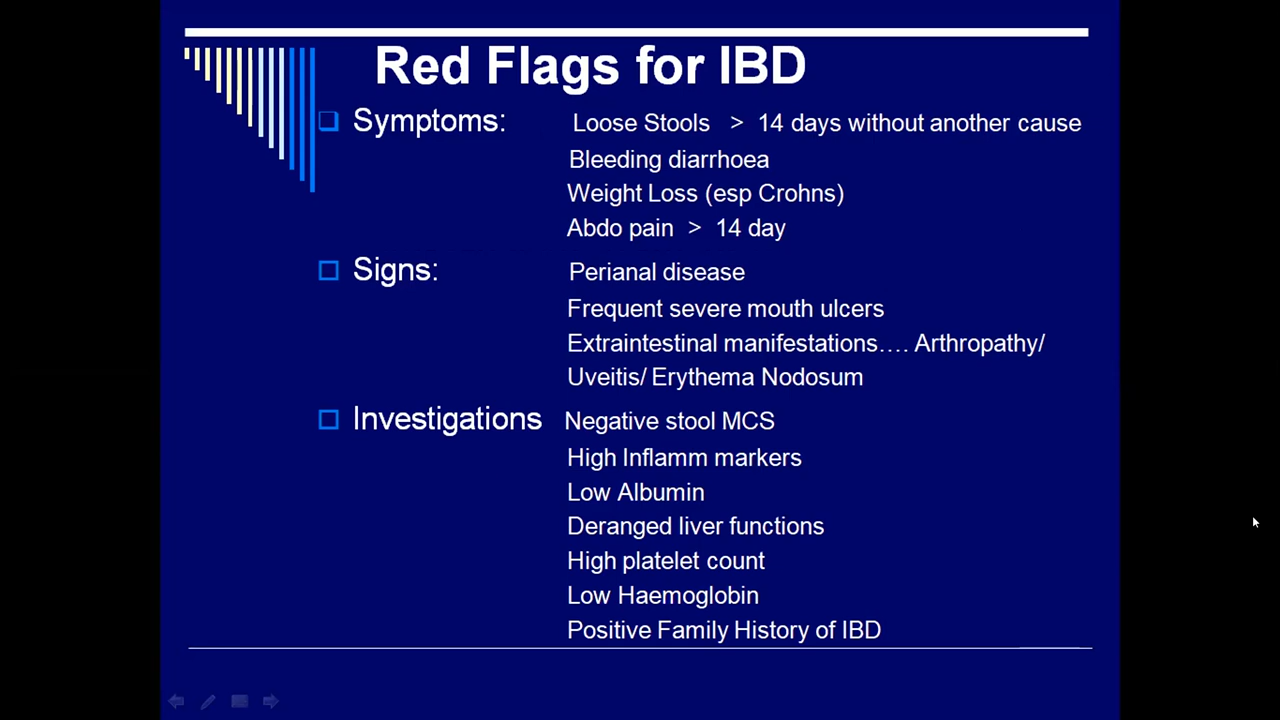 Red Flags for IBD
Symptoms: Loose Stools > 14 days without another cause
Bleeding diarrhoea
Weight Loss (esp Crohns)
Abdo pain > 14 day
Signs: Perianal disease
Frequent severe mouth ulcers
Extraintestinal manifestations…. Arthropathy/
Uveitis/ Erythema Nodosum
Investigations Negative stool MCS
High Inflamm markers
Low Albumin
Deranged liver functions
High platelet count
Low Haemoglobin
Positive Family History of IBD